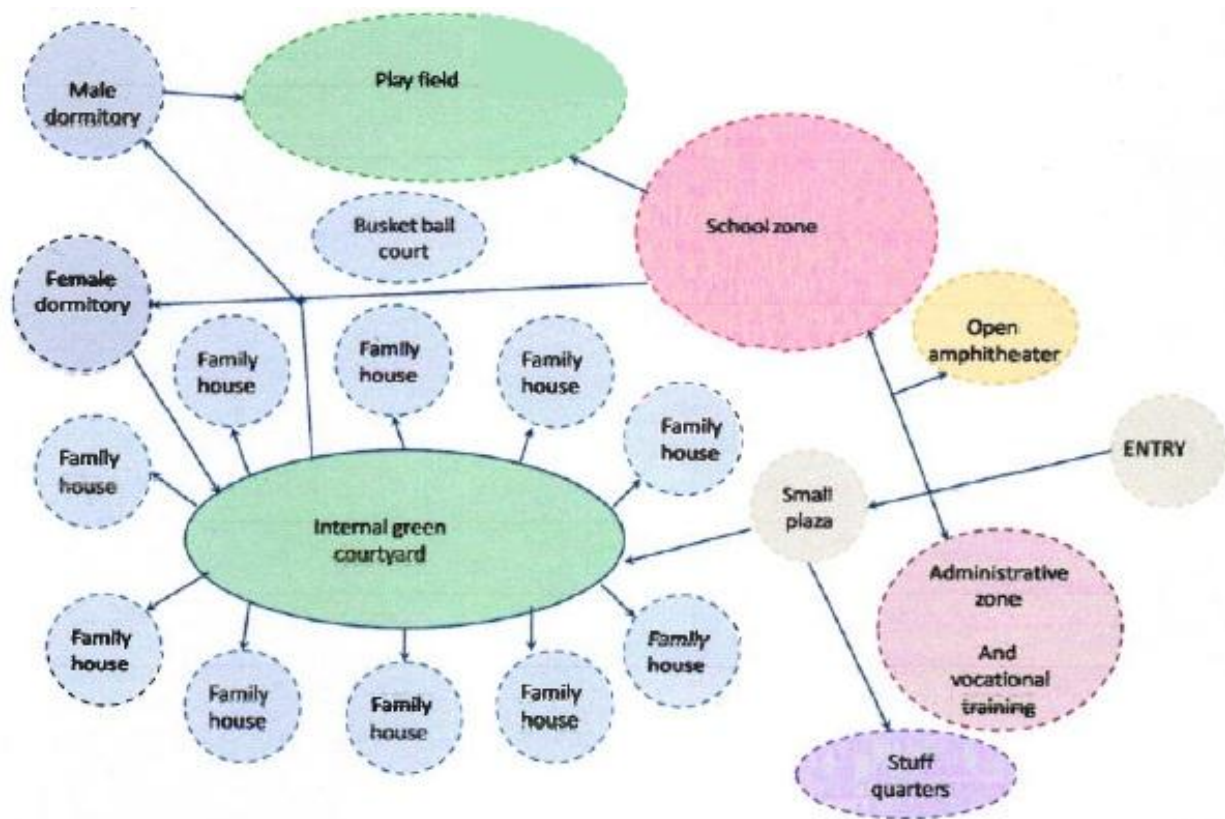 Male
dormitory
Play field
Busket ball
court
School zone
Female
dormitory
Open
amphitheater
Family
house
Family
house
Family
house
Family
house
Family
house
ENTRY
Small
plaza
Internal green
courtyard
Administrative
zone
And
vocational
training
Family
house
Family
house
Family
house
Family
house
Family
house
Stuff
quarters